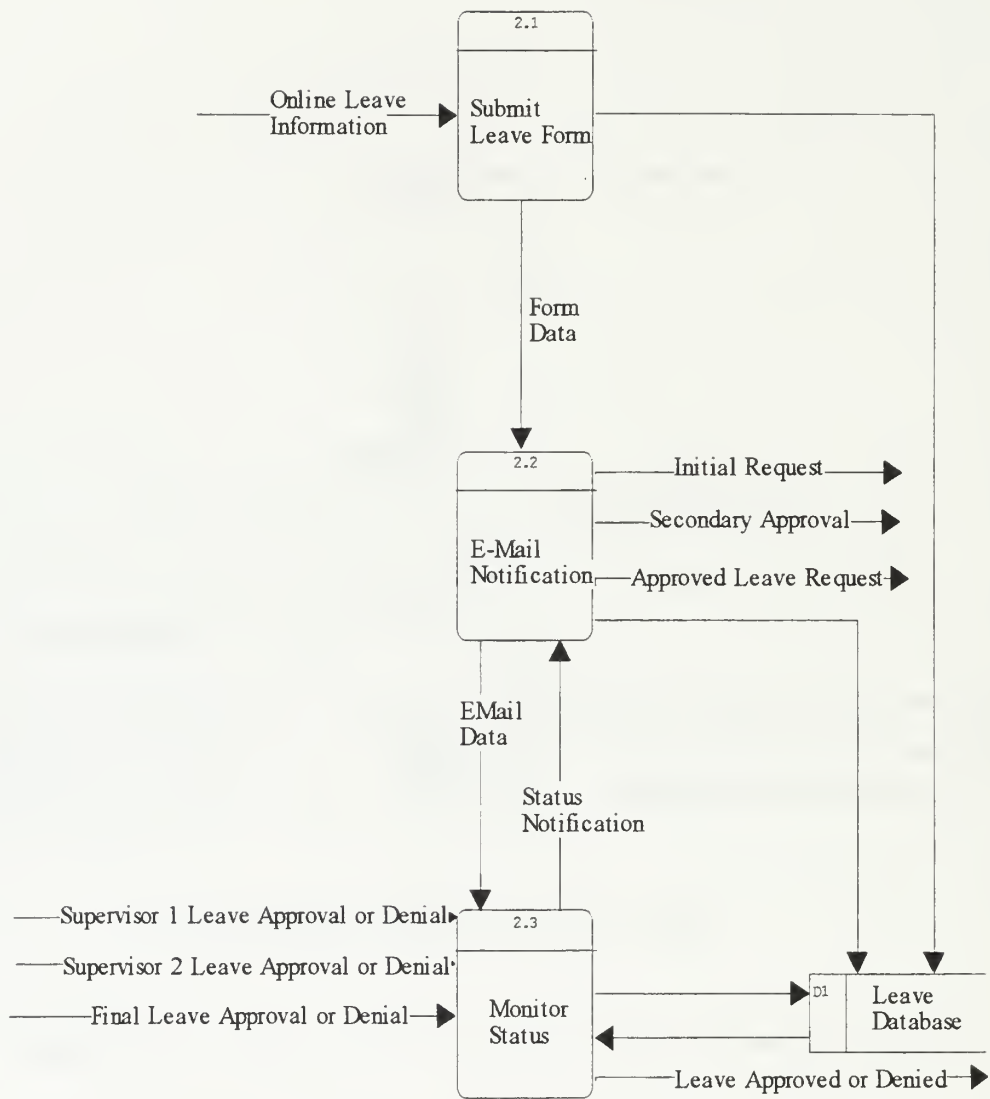 2.1
Online Leave
Information
Submit
Leave Form
Form
Data
2.2
E-Mail
Notification
Initial Request
Secondary Approval
Approved Leave Request
EMail
Data
Status
Notification
Supervisor 1 Leave Approval or Denial
Supervisor 2 Leave Approval or Denial
Final Leave Approval or Denial
2.3
Monitor
Status
D1
Leave
Database
Leave Approved or Denied